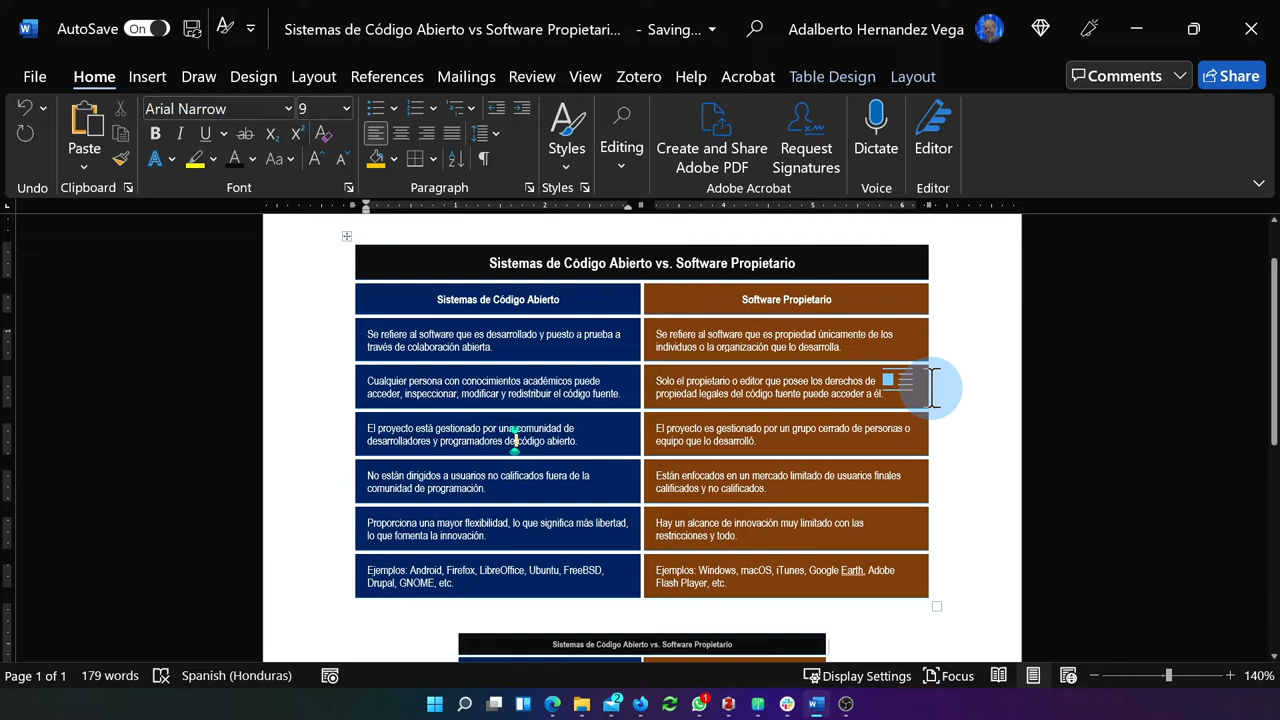 AutoSave On Sistemas de Código Abierto vs Software Propietari... - Saving... Adalberto Hernandez Vega
File Home Insert Draw Design Layout References Mailings Review View Zotero Help Acrobat Table Design Layout Comments Share
Arial Narrow 9
Paste Styles Editing Create and Share Adobe PDF Request Signatures Dictate Editor
Undo Clipboard Font Paragraph Styles Adobe Acrobat Voice Editor
Sistemas de Código Abierto vs. Software Propietario
Sistemas de Código Abierto
Software Propietario
Se refiere al software que es desarrollado y puesto a prueba a
través de colaboración abierta.
Se refiere al software que es propiedad únicamente de los
individuos o la organización que lo desarrolla.
Cualquier persona con conocimientos académicos puede
acceder, inspeccionar, modificar y redistribuir el código fuente.
Solo el propietario o editor que posee los derechos de
propiedad legales del código fuente puede acceder a él.
El proyecto está gestionado por una comunidad de
desarrolladores y programadores de código abierto.
El proyecto es gestionado por un grupo cerrado de personas o
equipo que lo desarrolló.
No están dirigidos a usuarios no calificados fuera de la
comunidad de programación.
Están enfocados en un mercado limitado de usuarios finales
calificados y no calificados.
Proporciona una mayor flexibilidad, lo que significa más libertad,
lo que fomenta la innovación.
Hay un alcance de innovación muy limitado con las
restricciones y todo.
Ejemplos: Android, Firefox, LibreOffice, Ubuntu, FreeBSD,
Drupal, GNOME, etc.
Ejemplos: Windows, macOS, iTunes, Google Earth, Adobe
Flash Player, etc.
Sistemas de Código Abierto vs. Software Propietario
Page 1 of 1 179 words Spanish (Honduras) Display Settings Focus 140%